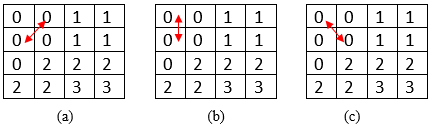 0 0 1 1 0 0 1 1 0 0 1 1
0 0 1 1 0 0 1 1 0 0 1 1
0 2 2 2 0 2 2 2 0 2 2 2
2 2 3 3 2 2 3 3 2 2 3 3
(a) (b) (c)